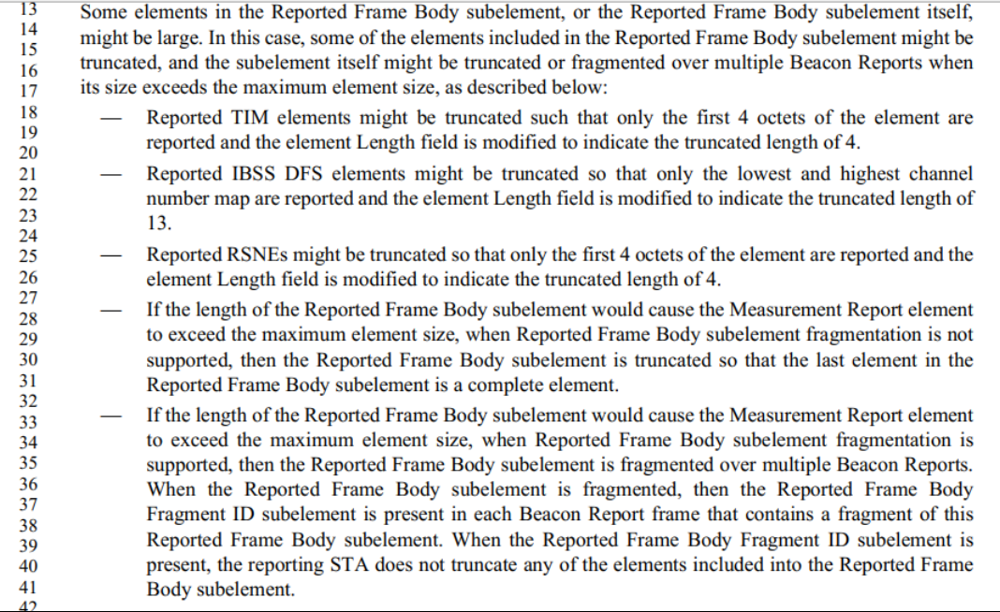 13 Some elements in the Reported Frame Body subelement, or the Reported Frame Body subelement itself,
14
15 might be large. In this case, some of the elements included in the Reported Frame Body subelement might be
16 truncated, and the subelement itself might be truncated or fragmented over multiple Beacon Reports when
17 its size exceeds the maximum element size, as described below:
18 — Reported TIM elements might be truncated such that only the first 4 octets of the element are
19
20 reported and the element Length field is modified to indicate the truncated length of 4.
21 — Reported IBSS DFS elements might be truncated so that only the lowest and highest channel
22 number map are reported and the element Length field is modified to indicate the truncated length of
23 13.
24
25 — Reported RSNEs might be truncated so that only the first 4 octets of the element are reported and the
26 element Length field is modified to indicate the truncated length of 4.
27
28 — If the length of the Reported Frame Body subelement would cause the Measurement Report element
29 to exceed the maximum element size, when Reported Frame Body subelement fragmentation is not
30 supported, then the Reported Frame Body subelement is truncated so that the last element in the
31 Reported Frame Body subelement is a complete element.
32
33 — If the length of the Reported Frame Body subelement would cause the Measurement Report element
34 to exceed the maximum element size, when Reported Frame Body subelement fragmentation is
35 supported, then the Reported Frame Body subelement is fragmented over multiple Beacon Reports.
36 When the Reported Frame Body subelement is fragmented, then the Reported Frame Body
37
38 Fragment ID subelement is present in each Beacon Report frame that contains a fragment of this
39 Reported Frame Body subelement. When the Reported Frame Body Fragment ID subelement is
40 present, the reporting STA does not truncate any of the elements included into the Reported Frame
41 Body subelement.
42